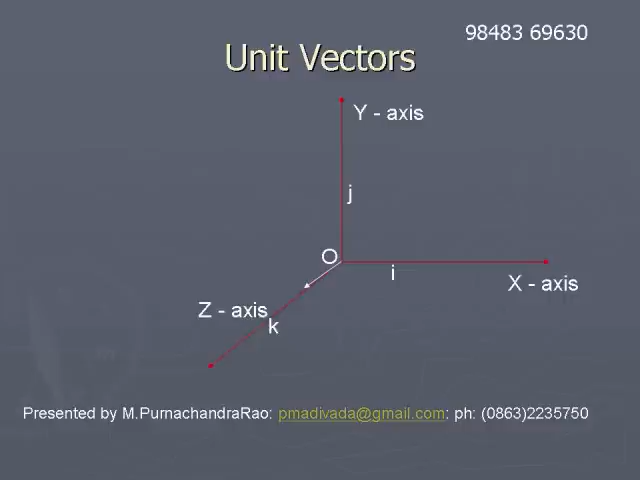 98483 69630
Unit Vectors
Y - axis
j
O
i
X - axis
Z - axis
k
Presented by M.PurnachandraRao: pmadivada@gmail.com: ph: (0863)2235750